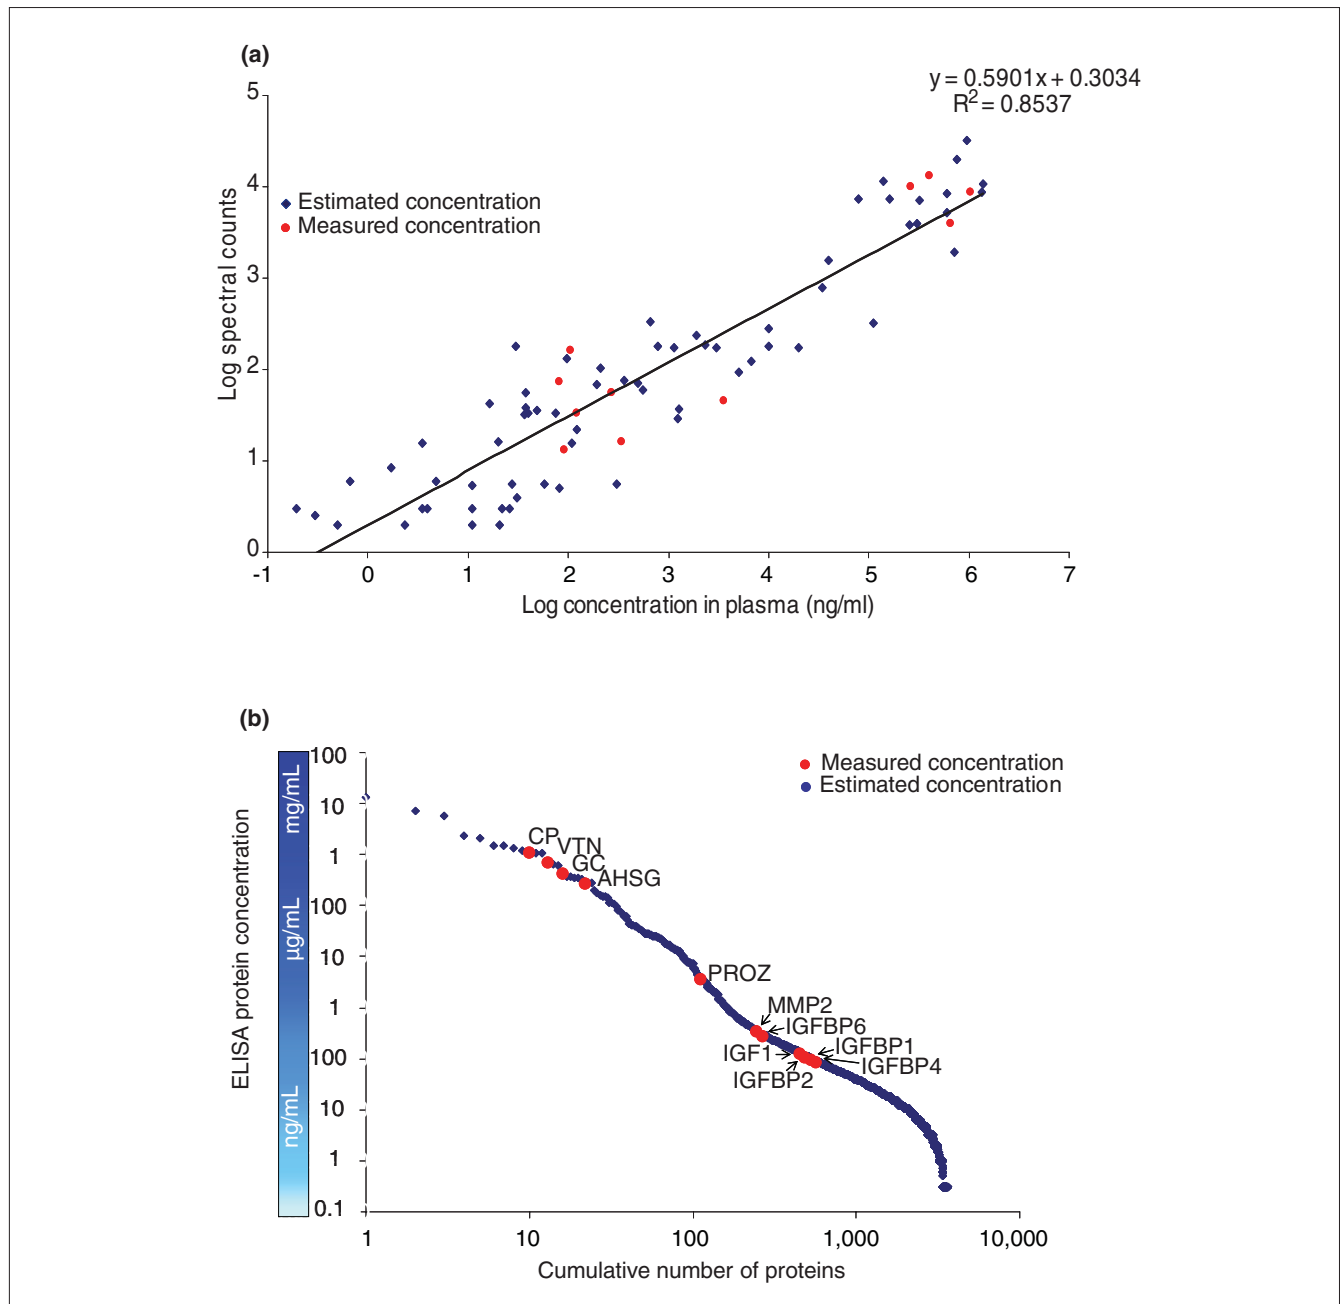 (a)
y = 0.5901x + 0.3034
R² = 0.8537
5
4
3
2
1
0
Log spectral counts
Estimated concentration
Measured concentration
-1 0 1 2 3 4 5 6 7
Log concentration in plasma (ng/ml)
(b)
Measured concentration
Estimated concentration
ELISA protein concentration
mg/mL
µg/mL
ng/mL
100
10
1
100
10
1
100
10
1
0.1
CP
VTN
GC
AHSG
PROZ
MMP2
IGFBP6
IGF1
IGFBP1
IGFBP4
IGFBP2
1 10 100 1,000 10,000
Cumulative number of proteins